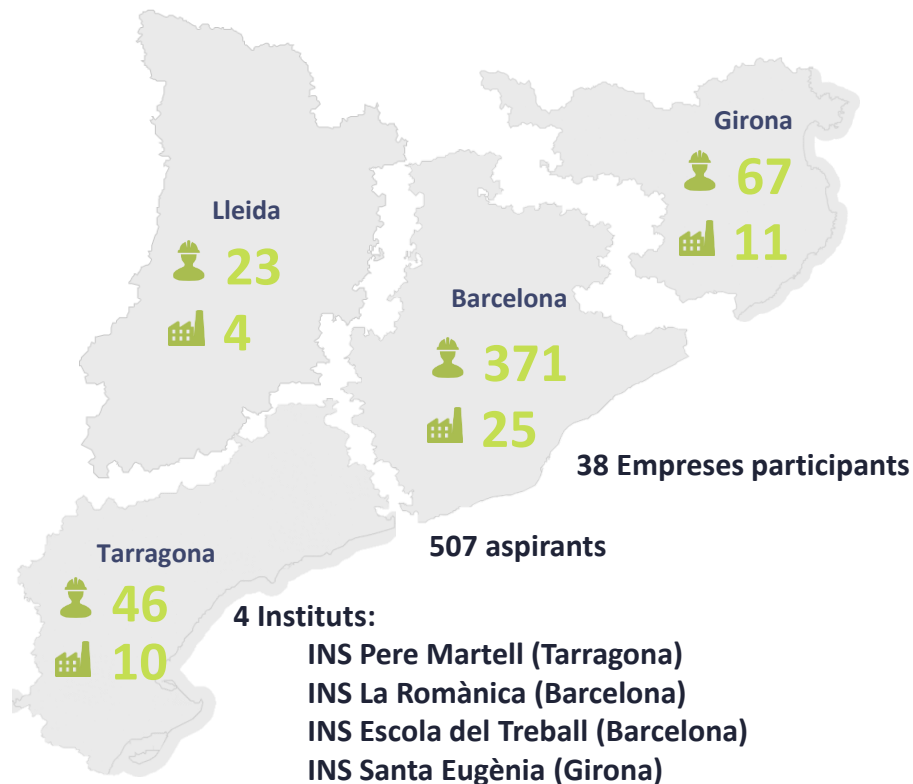 Girona
67
11
Lleida
23
4
Barcelona
371
25
38 Empreses participants
507 aspirants
Tarragona
46
10
4 Instituts:
INS Pere Martell (Tarragona)
INS La Romànica (Barcelona)
INS Escola del Treball (Barcelona)
INS Santa Eugènia (Girona)